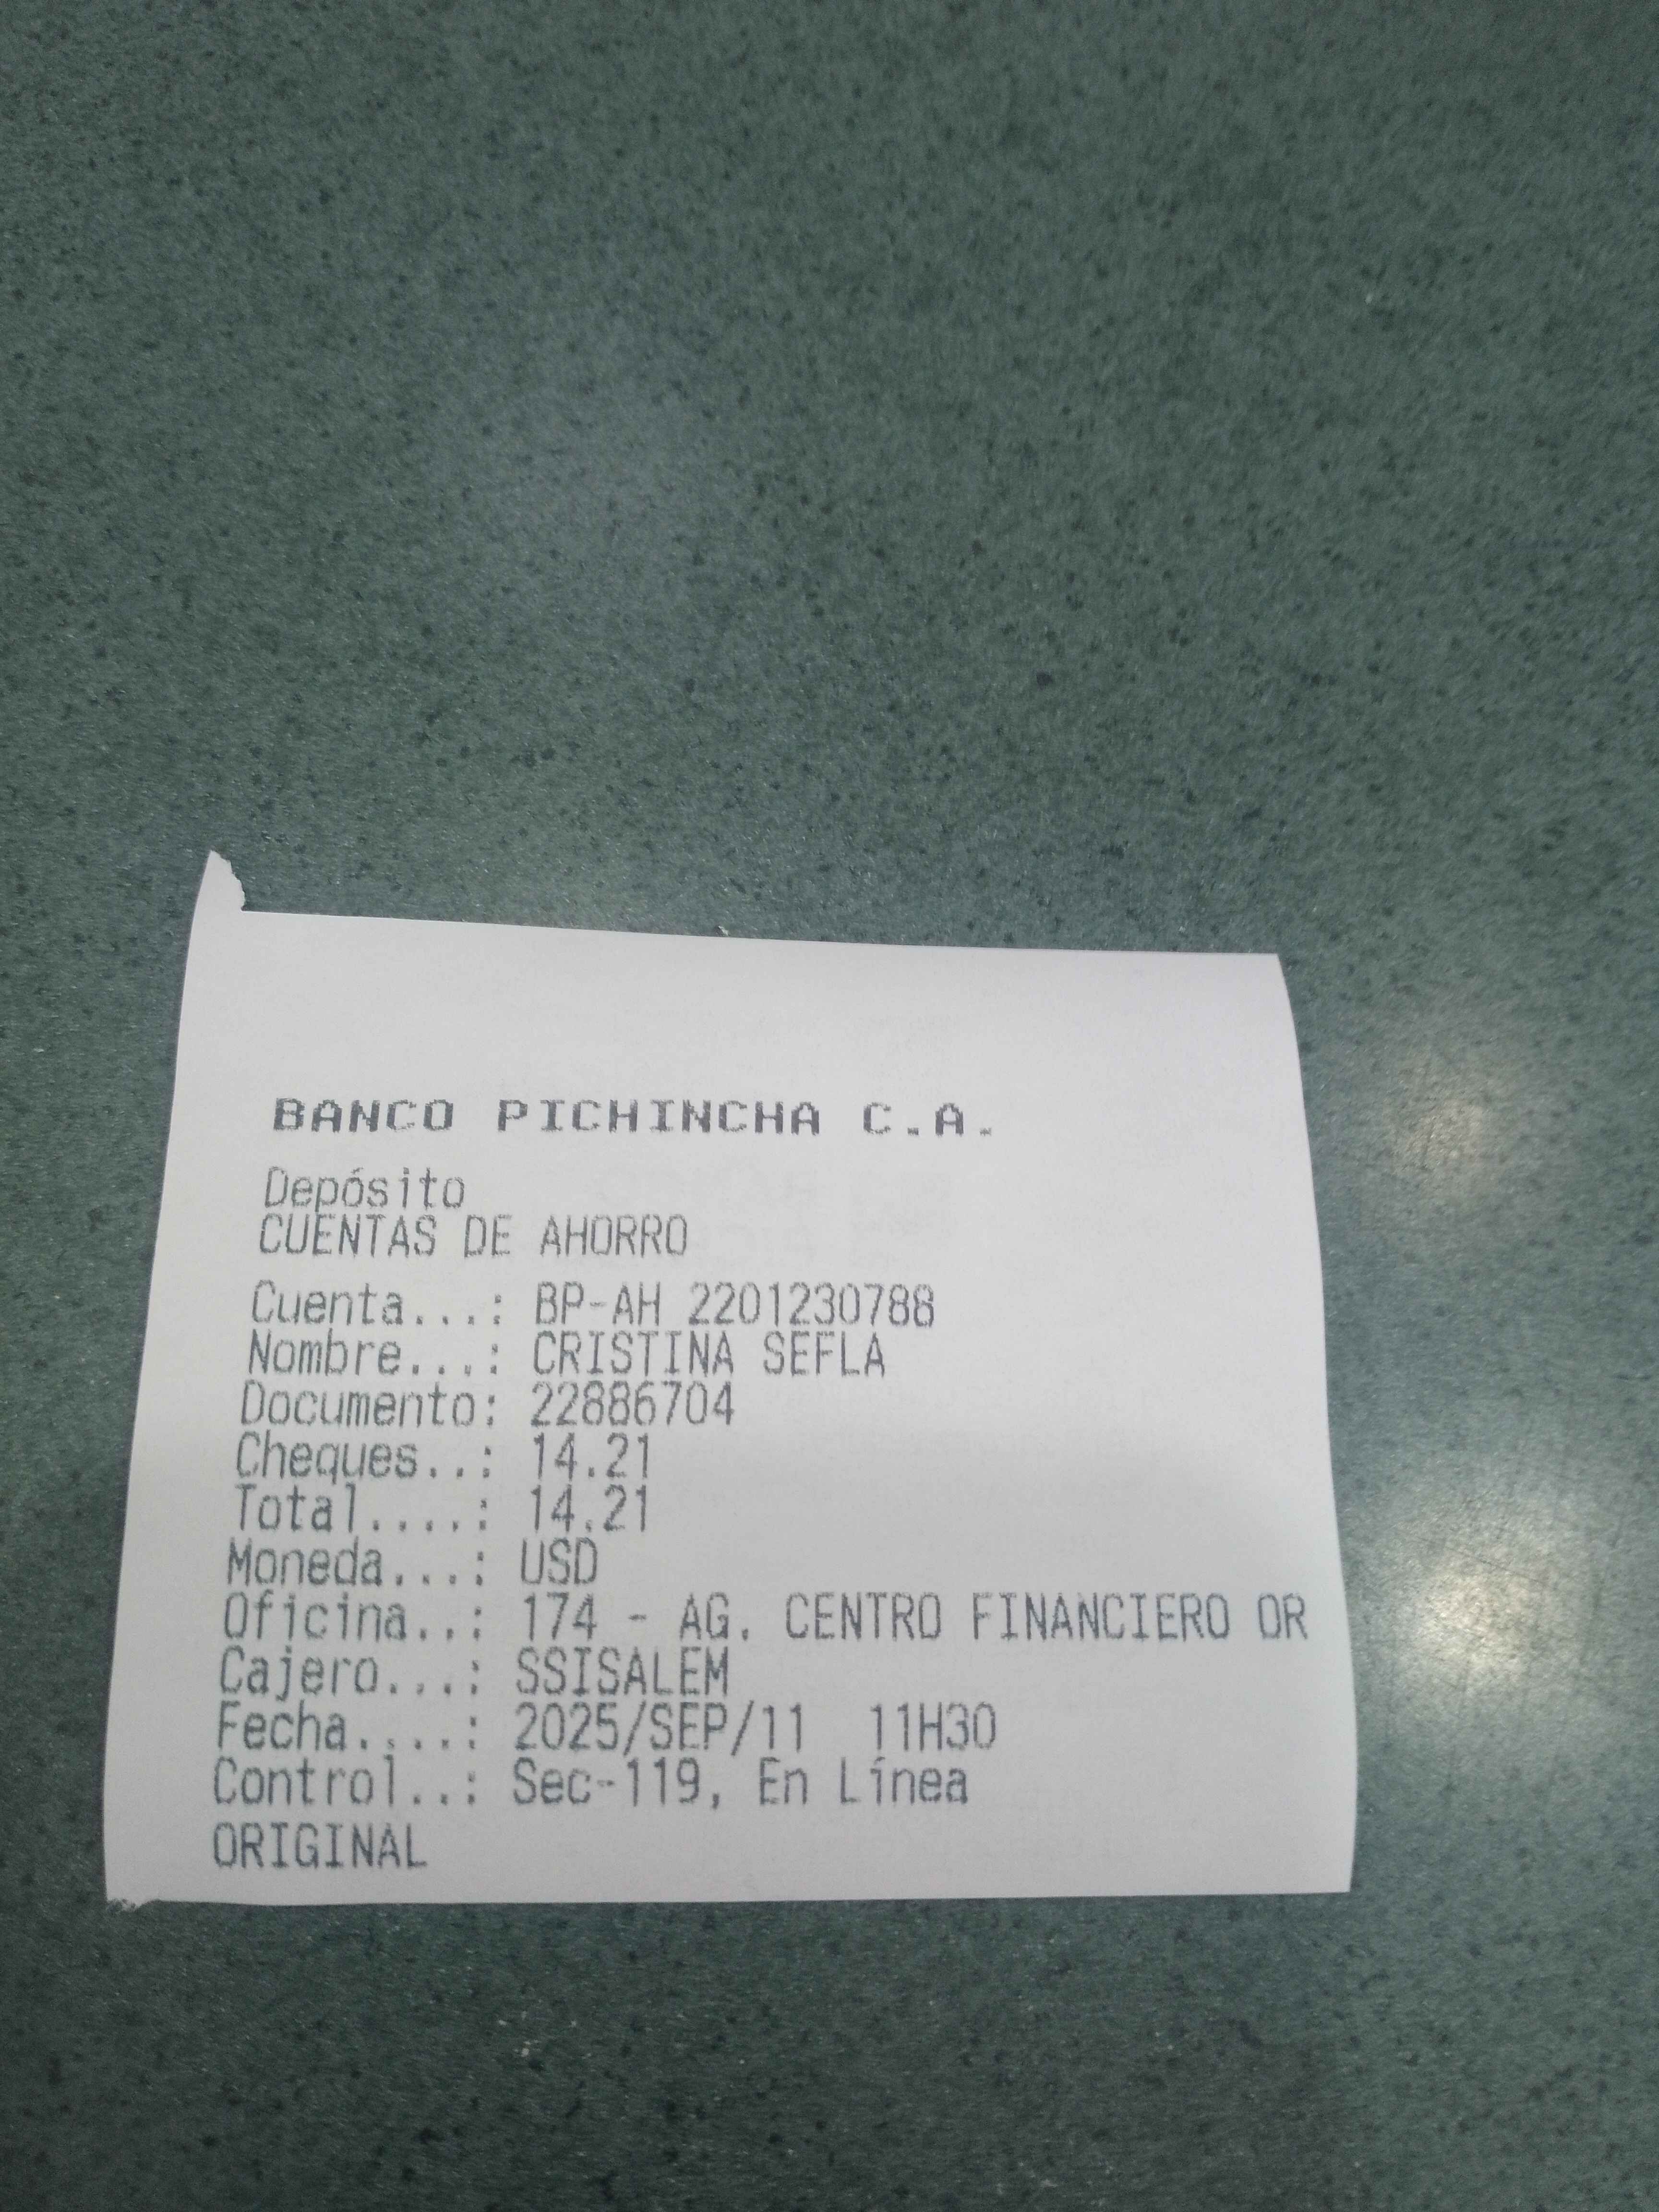 BANCO PICHINCHA C.A.
Depósito
CUENTAS DE AHORRO
Cuenta...: BP-AH 2201230788
Nombre...: CRISTINA SEFLA
Documento: 22886704
Cheques..: 14.21
Total....: 14.21
Moneda...: USD
Oficina..: 174 - AG. CENTRO FINANCIERO OR
Cajero...: SSISALEM
Fecha....: 2025/SEP/11 11H30
Control..: Sec-119, En Línea
ORIGINAL